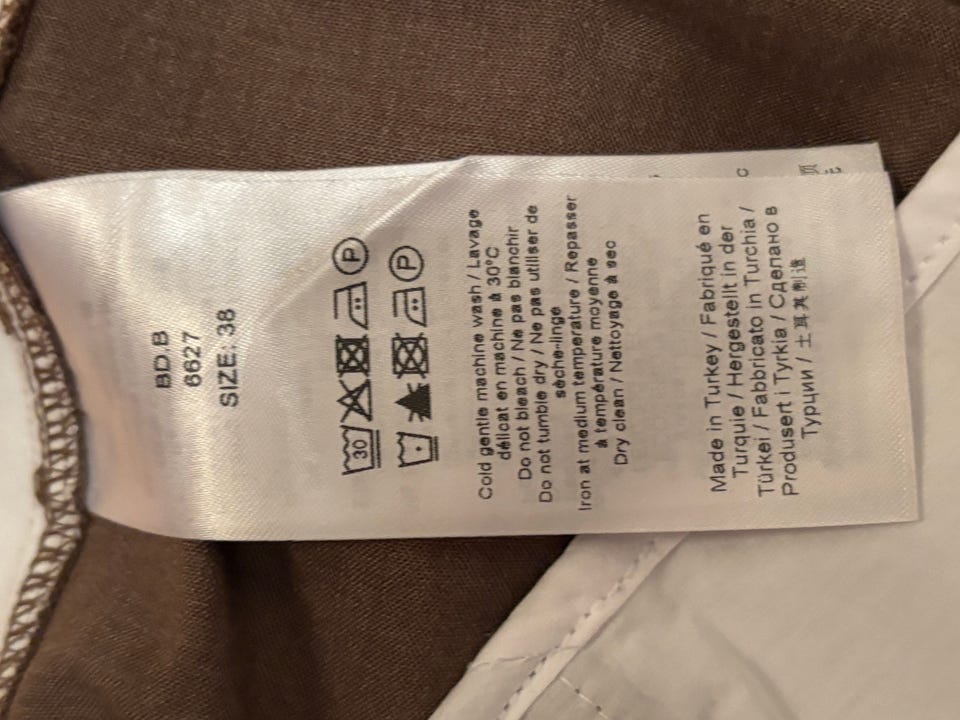 BD.B
6627
SIZE: 38
30 P
P
Cold gentle machine wash / Lavage
délicat en machine à 30°C
Do not bleach / Ne pas blanchir
Do not tumble dry / Ne pas utiliser de
sèche-linge
Iron at medium temperature / Repasser
à température moyenne
Dry clean / Nettoyage à sec
Made in Turkey / Fabriqué en
Turquie / Hergestellt in der
Türkei / Fabbricato in Turchia /
Produsert i Tyrkia / Сделано в
Турции / 土耳其制造